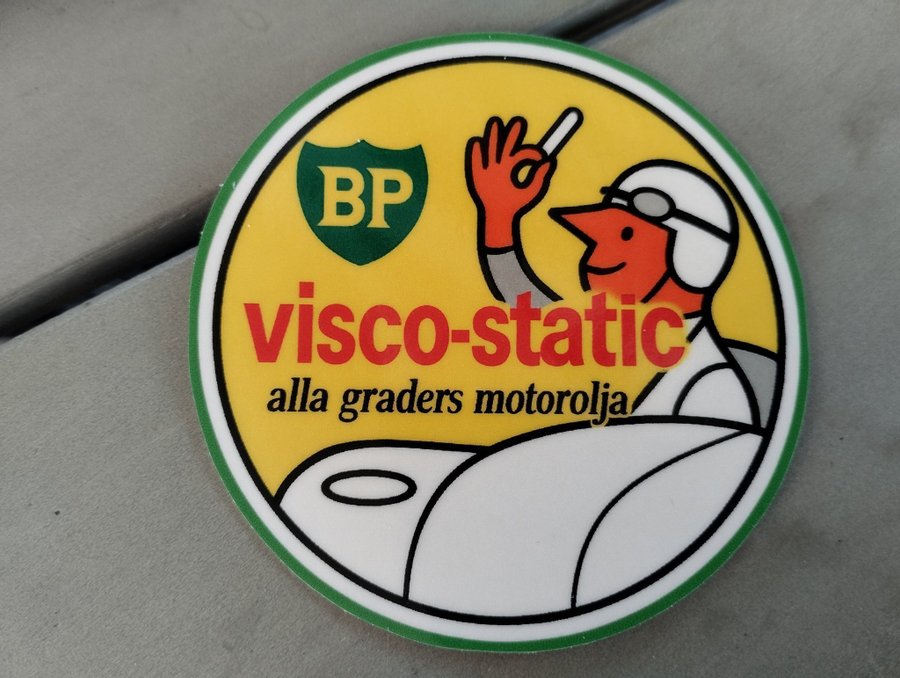 BP
visco-static
alla graders motorolja